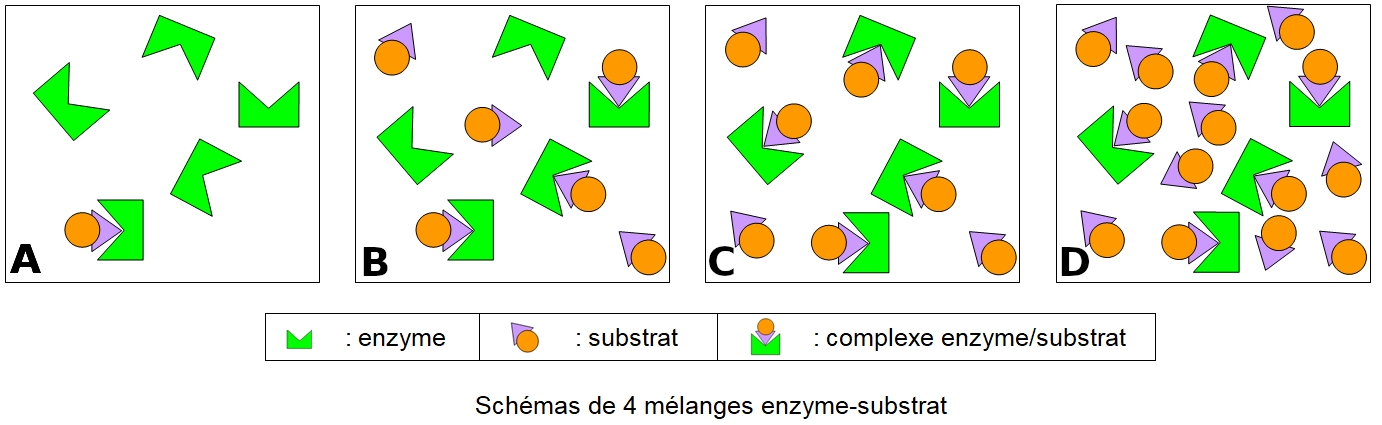 A
B
C
D
: enzyme
: substrat
: complexe enzyme/substrat
Schémas de 4 mélanges enzyme-substrat